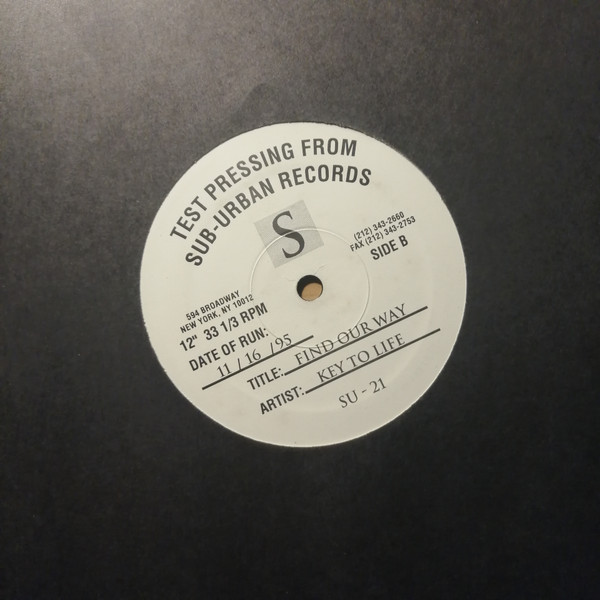 TEST PRESSING FROM
SUB-URBAN RECORDS
S
(212) 343-2660
FAX (212) 343-2753
SIDE B
594 BROADWAY
NEW YORK, NY 10012
12" 33 1/3 RPM
DATE OF RUN:
11 / 16 / 95
TITLE: FIND OUR WAY
ARTIST: KEY TO LIFE
SU - 21